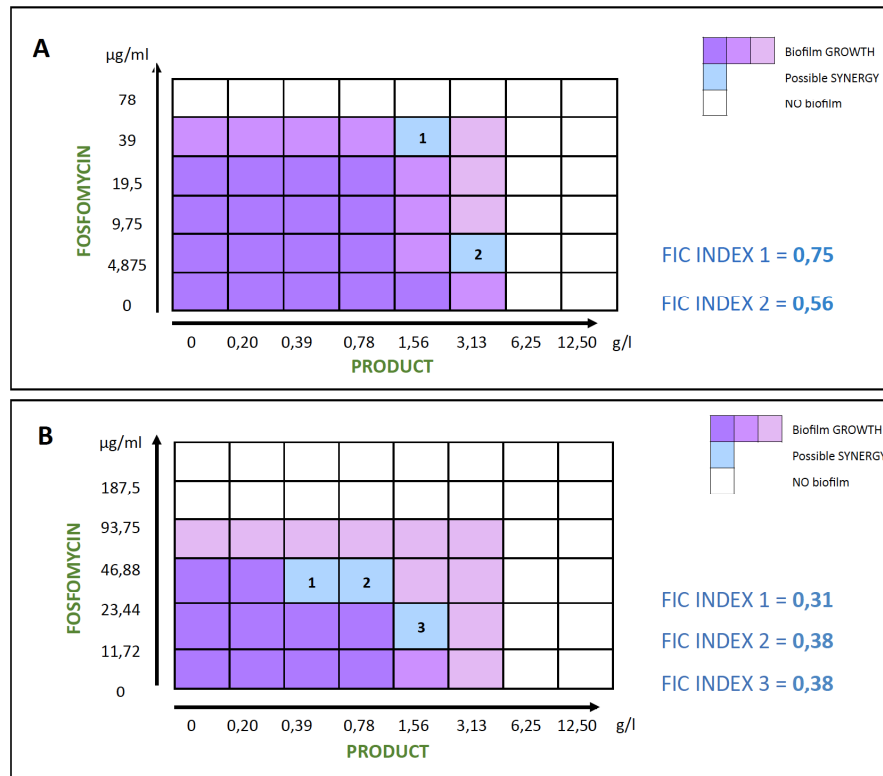 A
µg/ml
78
39
19,5
9,75
4,875
0
FOSFOMYCIN
1
2
0 0,20 0,39 0,78 1,56 3,13 6,25 12,50 g/l
PRODUCT
Biofilm GROWTH
Possible SYNERGY
NO biofilm
FIC INDEX 1 = 0,75
FIC INDEX 2 = 0,56
B
µg/ml
187,5
93,75
46,88
23,44
11,72
0
FOSFOMYCIN
1 2
3
0 0,20 0,39 0,78 1,56 3,13 6,25 12,50 g/l
PRODUCT
Biofilm GROWTH
Possible SYNERGY
NO biofilm
FIC INDEX 1 = 0,31
FIC INDEX 2 = 0,38
FIC INDEX 3 = 0,38